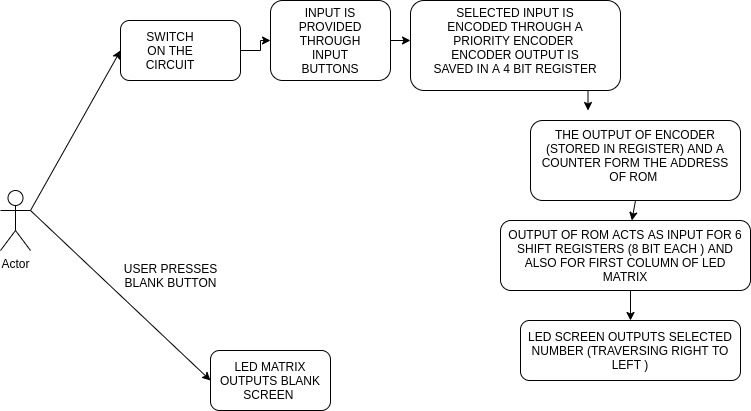 SWITCH
ON THE
CIRCUIT
INPUT IS
PROVIDED
THROUGH
INPUT
BUTTONS
SELECTED INPUT IS
ENCODED THROUGH A
PRIORITY ENCODER
ENCODER OUTPUT IS
SAVED IN A 4 BIT REGISTER
THE OUTPUT OF ENCODER
(STORED IN REGISTER) AND A
COUNTER FORM THE ADDRESS
OF ROM
OUTPUT OF ROM ACTS AS INPUT FOR 6
SHIFT REGISTERS (8 BIT EACH ) AND
ALSO FOR FIRST COLUMN OF LED
MATRIX
LED SCREEN OUTPUTS SELECTED
NUMBER (TRAVERSING RIGHT TO
LEFT )
Actor
USER PRESSES
BLANK BUTTON
LED MATRIX
OUTPUTS BLANK
SCREEN